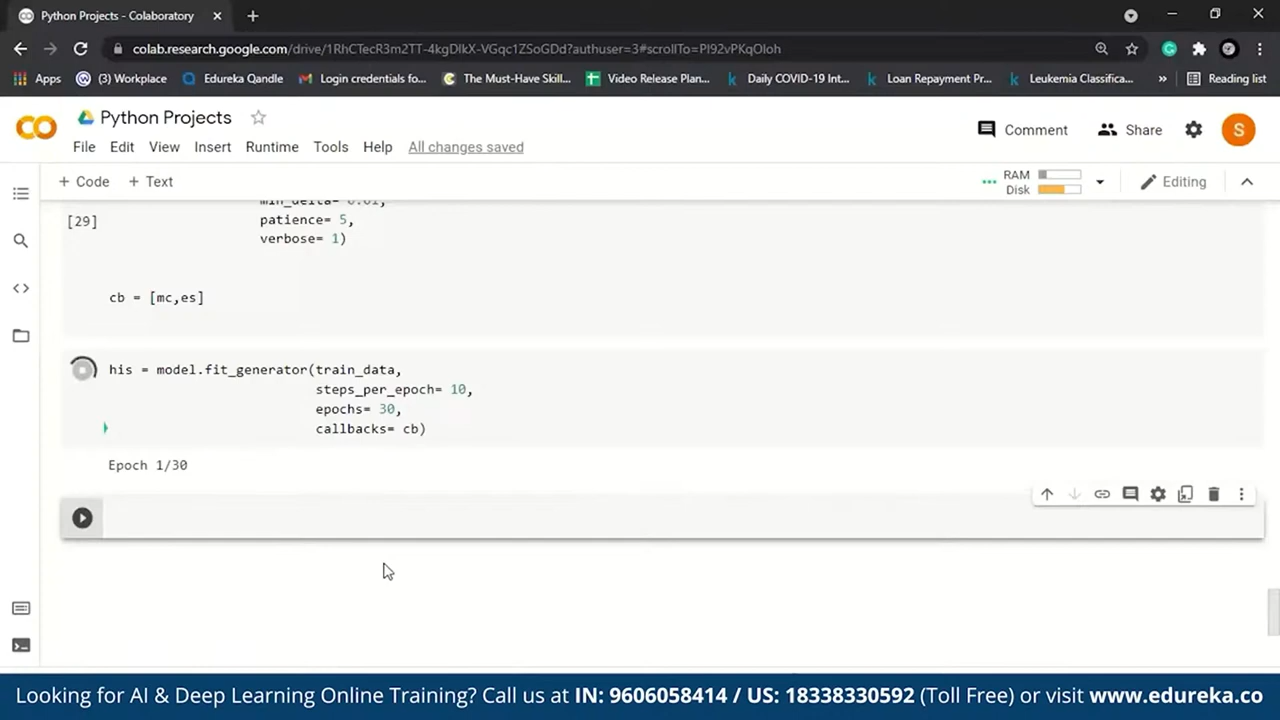 Python Projects - Colaboratory
colab.research.google.com/drive/1RhCTecR3m2TT-4kgDlkX-VGqc1ZSoGDd?authuser=3#scrollTo=Pl92vPKqOloh
Apps
(3) Workplace
Edureka Qandle
Login credentials fo...
The Must-Have Skill...
Video Release Plan...
Daily COVID-19 Int...
Loan Repayment Pr...
Leukemia Classifica...
»
Reading list
Python Projects
Comment
Share
S
File Edit View Insert Runtime Tools Help All changes saved
+ Code + Text
RAM
Disk
Editing
min_delta= 0.01,
[29]
patience= 5,
verbose= 1)
cb = [mc,es]
his = model.fit_generator(train_data,
steps_per_epoch= 10,
epochs= 30,
callbacks= cb)
Epoch 1/30
Looking for AI & Deep Learning Online Training? Call us at IN: 9606058414 / US: 18338330592 (Toll Free) or visit www.edureka.co